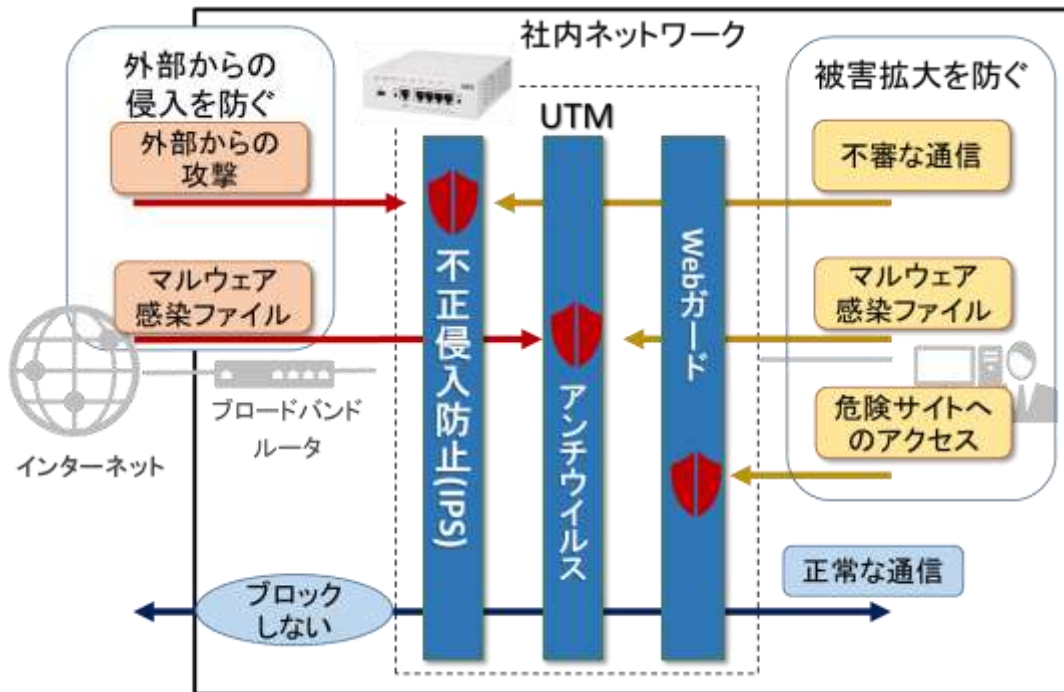 社内ネットワーク
外部からの
侵入を防ぐ
被害拡大を防ぐ
UTM
外部からの
攻撃
不審な通信
マルウェア
感染ファイル
マルウェア
感染ファイル
危険サイトへ
のアクセス
不正侵入防止(IPS)
アンチウイルス
Webガード
ブロードバンド
ルータ
インターネット
正常な通信
ブロック
しない